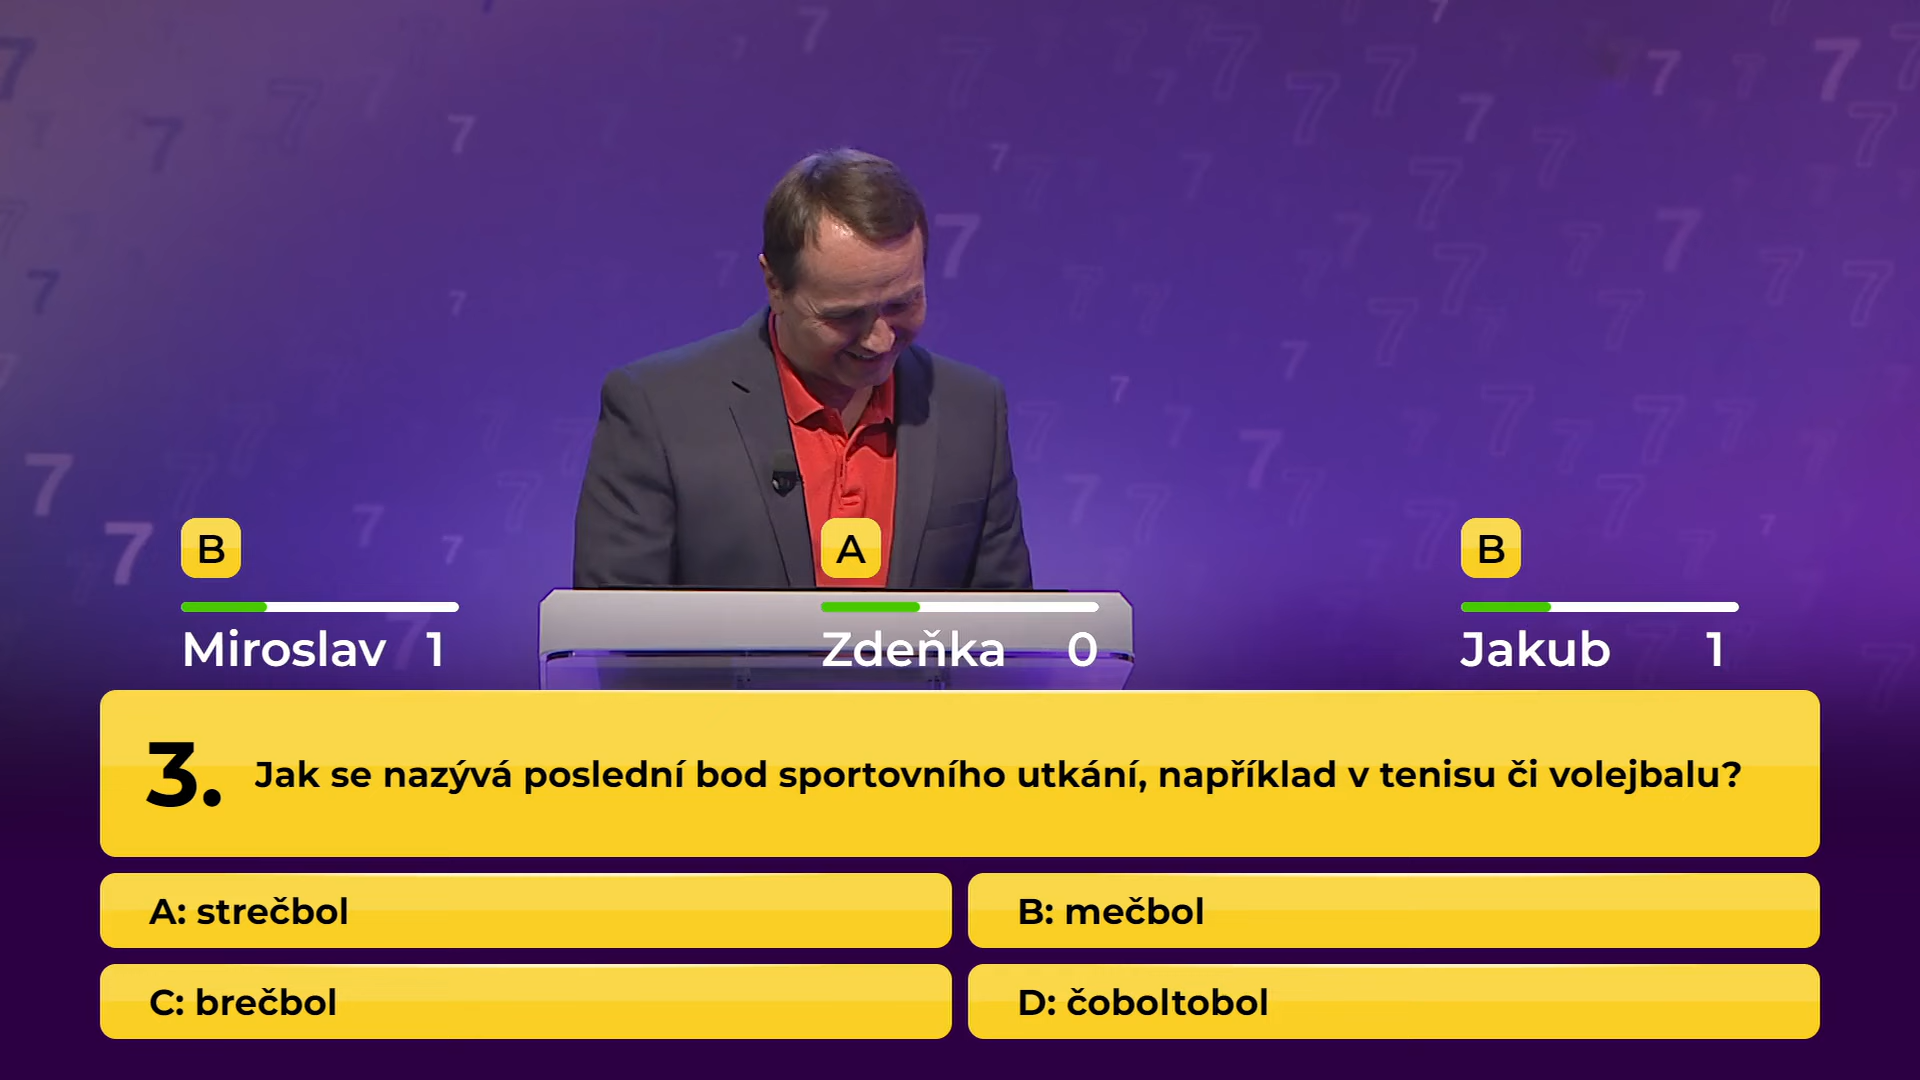 B
A
B
Miroslav 1
Zdeňka 0
Jakub 1
3. Jak se nazývá poslední bod sportovního utkání, například v tenisu či volejbalu?
A: strečbol
B: mečbol
C: brečbol
D: čoboltobol